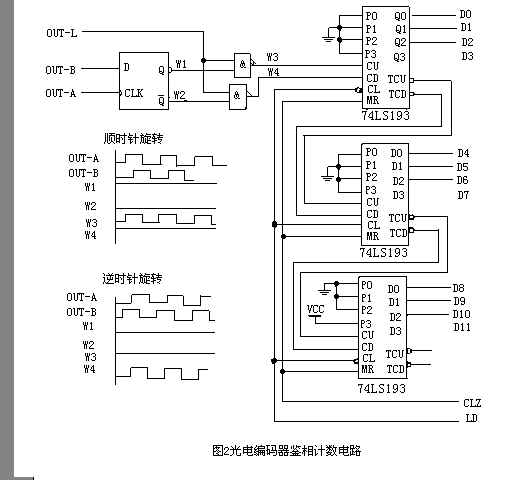 OUT-L
OUT-B
OUT-A
D
Q
CLK
Q
W1
W2
&
&
W3
W4
P0
P1
P2
P3
CU
CD
CL
MR
Q0
Q1
Q2
Q3
TCU
TCD
74LS193
D0
D1
D2
D3
顺时针旋转
OUT-A
OUT-B
W1
W2
W3
W4
P0
P1
P2
P3
CU
CD
CL
MR
D0
D1
D2
D3
TCU
TCD
74LS193
D4
D5
D6
D7
逆时针旋转
OUT-A
OUT-B
W1
W2
W3
W4
VCC
P0
P1
P2
P3
CU
CD
CL
MR
D0
D1
D2
D3
TCU
TCD
74LS193
D8
D9
D10
D11
CLZ
LD
图2光电编码器鉴相计数电路